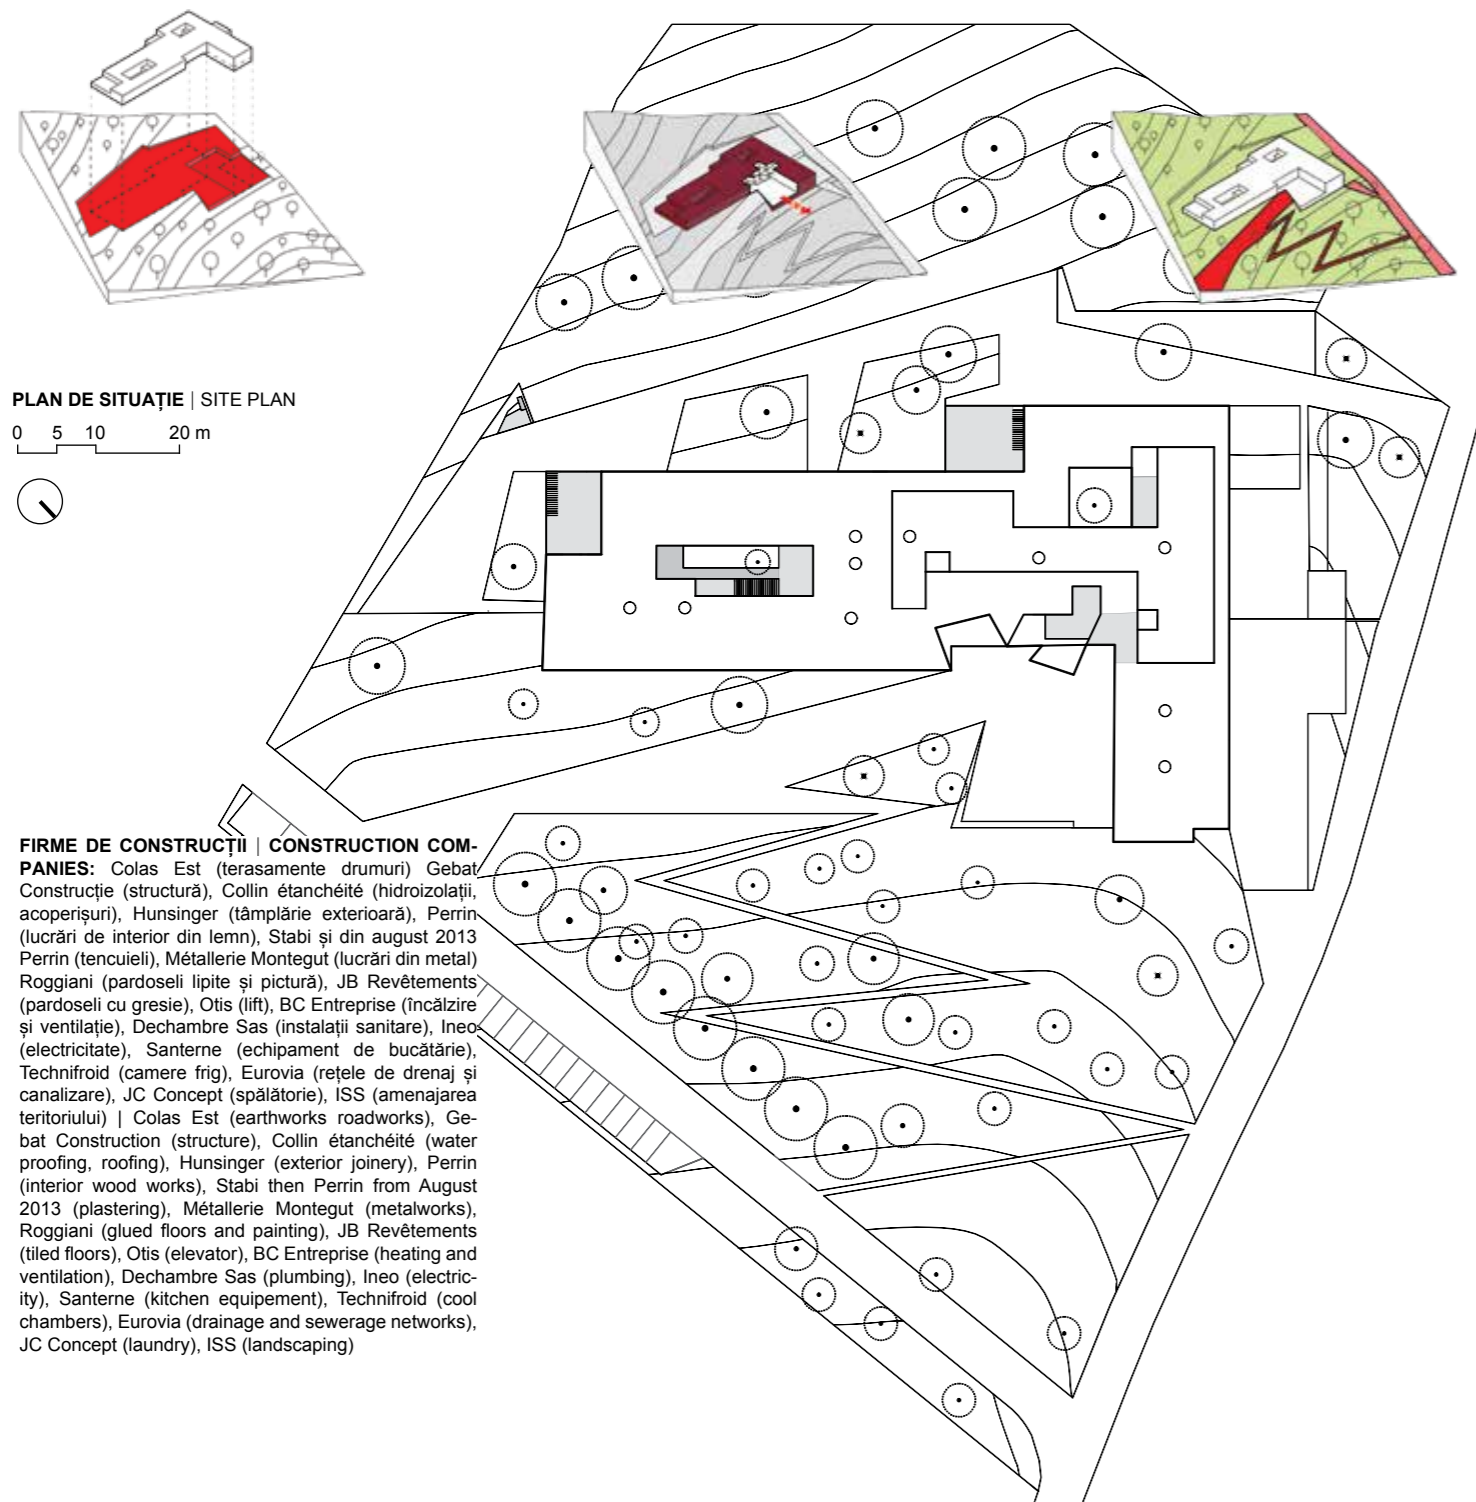 PLAN DE SITUAȚIE | SITE PLAN
0 5 10 20 m
FIRME DE CONSTRUCȚII | CONSTRUCTION COM-
PANIES: Colas Est (terasamente drumuri) Gebat
Construcție (structură), Collin étanchéité (hidroizolații,
acoperișuri), Hunsinger (tâmplărie exterioară), Perrin
(lucrări de interior din lemn), Stabi și din august 2013
Perrin (tencuieli), Métallerie Montegut (lucrări din metal)
Roggiani (pardoseli lipite și pictură), JB Revêtements
(pardoseli cu gresie), Otis (lift), BC Entreprise (încălzire
și ventilație), Dechambre Sas (instalații sanitare), Ineo
(electricitate), Santerne (echipament de bucătărie),
Technifroid (camere frig), Eurovia (rețele de drenaj și
canalizare), JC Concept (spălătorie), ISS (amenajarea
teritoriului) | Colas Est (earthworks roadworks), Ge-
bat Construction (structure), Collin étanchéité (water
proofing, roofing), Hunsinger (exterior joinery), Perrin
(interior wood works), Stabi then Perrin from August
2013 (plastering), Métallerie Montegut (metalworks),
Roggiani (glued floors and painting), JB Revêtements
(tiled floors), Otis (elevator), BC Entreprise (heating and
ventilation), Dechambre Sas (plumbing), Ineo (electric-
ity), Santerne (kitchen equipement), Technifroid (cool
chambers), Eurovia (drainage and sewerage networks),
JC Concept (laundry), ISS (landscaping)